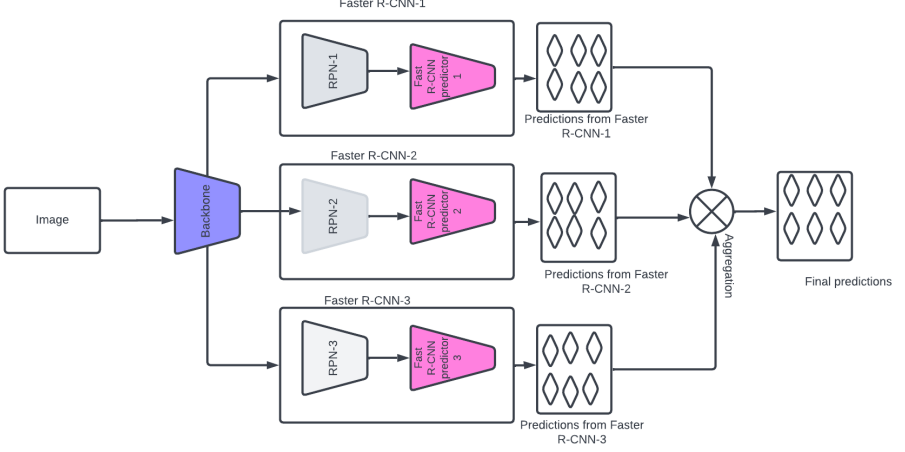 Faster R-CNN-1
RPN-1
Fast
R-CNN
predictor
1
Predictions from Faster
R-CNN-1
Image
Backbone
Faster R-CNN-2
RPN-2
Fast
R-CNN
predictor
2
Predictions from Faster
R-CNN-2
Aggregation
Final predictions
Faster R-CNN-3
RPN-3
Fast
R-CNN
predictor
3
Predictions from Faster
R-CNN-3